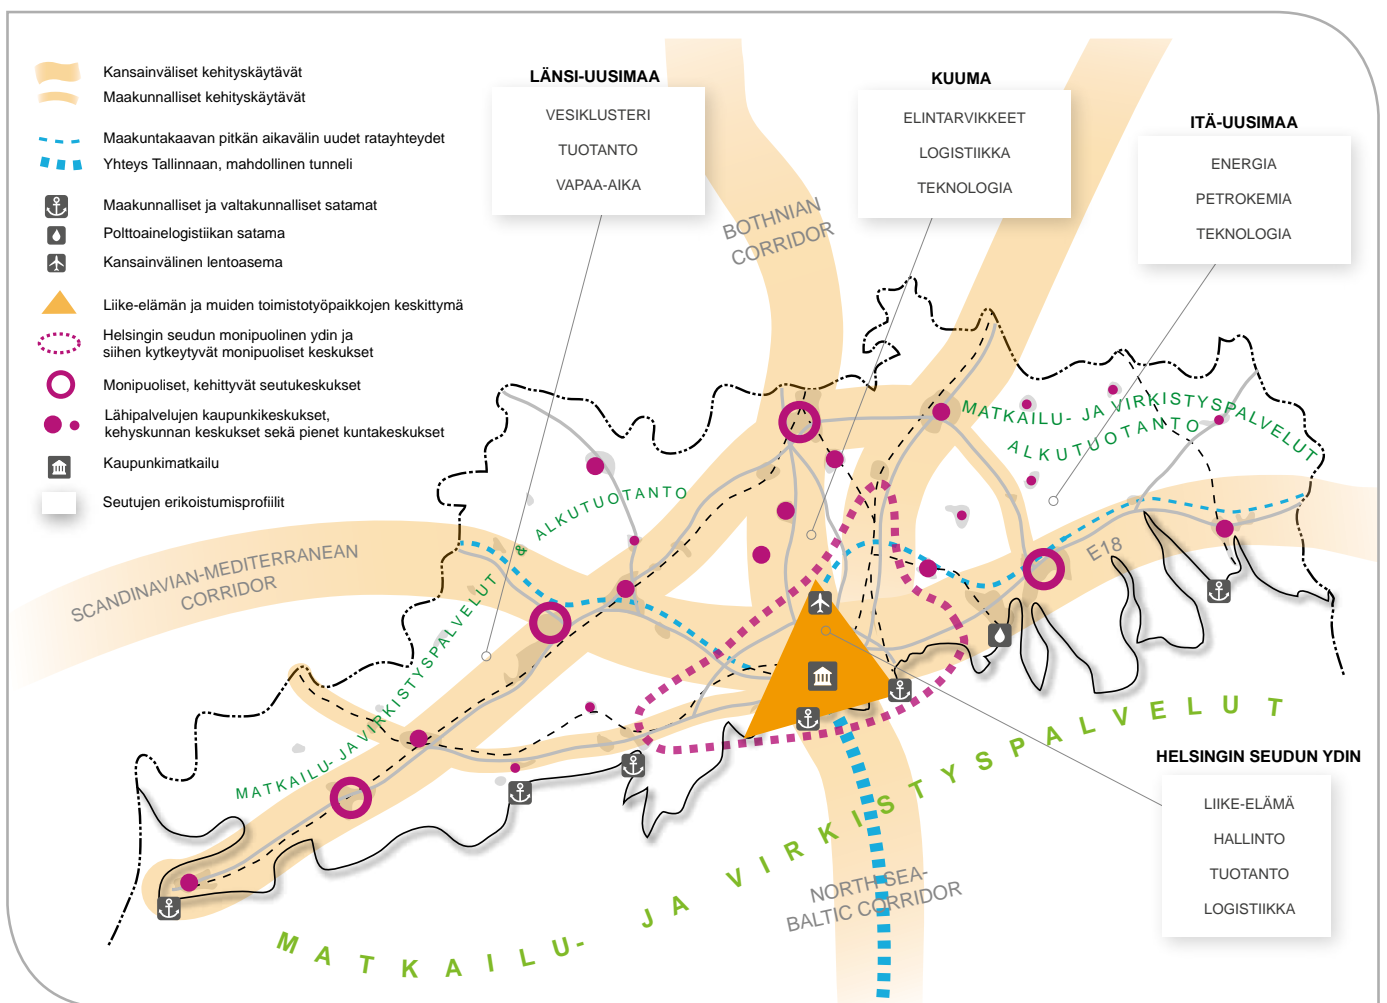 Kansainväliset kehityskäytävät
Maakunnalliset kehityskäytävät
Maakuntakaavan pitkän aikavälin uudet ratayhteydet
Yhteys Tallinnaan, mahdollinen tunneli
Maakunnalliset ja valtakunnalliset satamat
Polttoainelogistiikan satama
Kansainvälinen lentoasema
Liike-elämän ja muiden toimistotyöpaikkojen keskittymä
Helsingin seudun monipuolinen ydin ja
siihen kytkeytyvät monipuoliset keskukset
Monipuoliset, kehittyvät seutukeskukset
Lähipalvelujen kaupunkikeskukset,
kehyskunnan keskukset sekä pienet kuntakeskukset
Kaupunkimatkailu
Seutujen erikoistumisprofiilit
LÄNSI-UUSIMAA
VESIKLUSTERI
TUOTANTO
VAPAA-AIKA
KUUMA
ELINTARVIKKEET
LOGISTIIKKA
TEKNOLOGIA
ITÄ-UUSIMAA
ENERGIA
PETROKEMIA
TEKNOLOGIA
BOTHNIAN
CORRIDOR
MATKAILU- JA VIRKISTYSPALVELUT
ALKUTUOTANTO
MATKAILU- JA VIRKISTYSPALVELUT & ALKUTUOTANTO
SCANDINAVIAN-MEDITERRANEAN
CORRIDOR
E18
MATKAILU- JA VIRKISTYSPALVELUT
NORTH SEA-
BALTIC CORRIDOR
HELSINGIN SEUDUN YDIN
LIIKE-ELÄMÄ
HALLINTO
TUOTANTO
LOGISTIIKKA